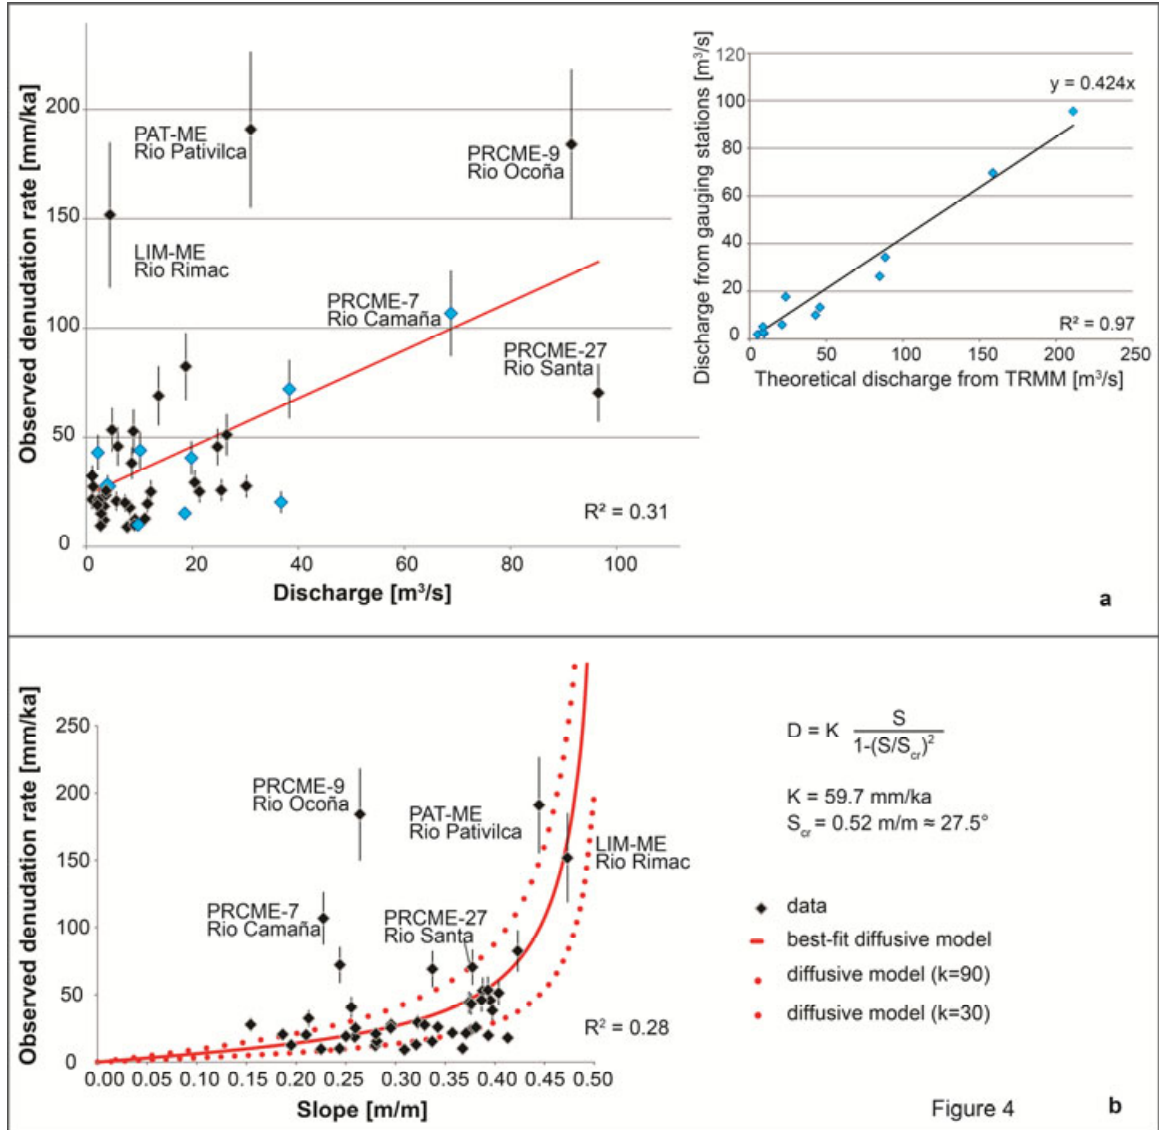 Observed denudation rate [mm/ka]
200
150
100
50
0
0 20 40 60 80 100
Discharge [m³/s]
PAT-ME
Rio Pativilca
PRCME-9
Rio Ocoña
LIM-ME
Rio Rimac
PRCME-7
Rio Camaña
PRCME-27
Rio Santa
R² = 0.31
Discharge from gauging stations [m³/s]
120
100
80
60
40
20
0
50 100 150 200 250
Theoretical discharge from TRMM [m³/s]
y = 0.424x
R² = 0.97
a
Observed denudation rate [mm/ka]
250
200
150
100
50
0
0.00 0.05 0.10 0.15 0.20 0.25 0.30 0.35 0.40 0.45 0.50
Slope [m/m]
PRCME-9
Rio Ocoña
PAT-ME
Rio Pativilca
LIM-ME
Rio Rimac
PRCME-7
Rio Camaña
PRCME-27
Rio Santa
R² = 0.28
D = K S
1-(S/Scr)²
K = 59.7 mm/ka
Scr = 0.52 m/m ≈ 27.5°
data
best-fit diffusive model
diffusive model (k=90)
diffusive model (k=30)
Figure 4
b